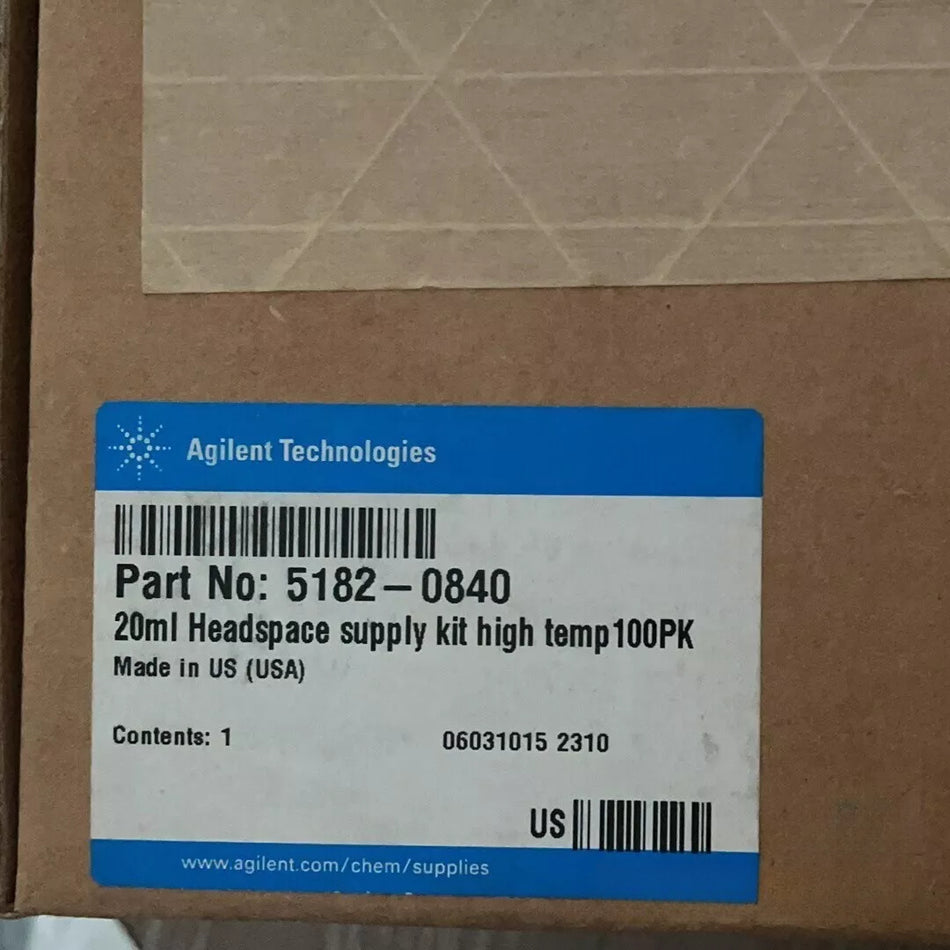 Agilent Technologies
Part No: 5182-0840
20ml Headspace supply kit high temp100PK
Made in US (USA)
Contents: 1
06031015 2310
US
www.agilent.com/chem/supplies